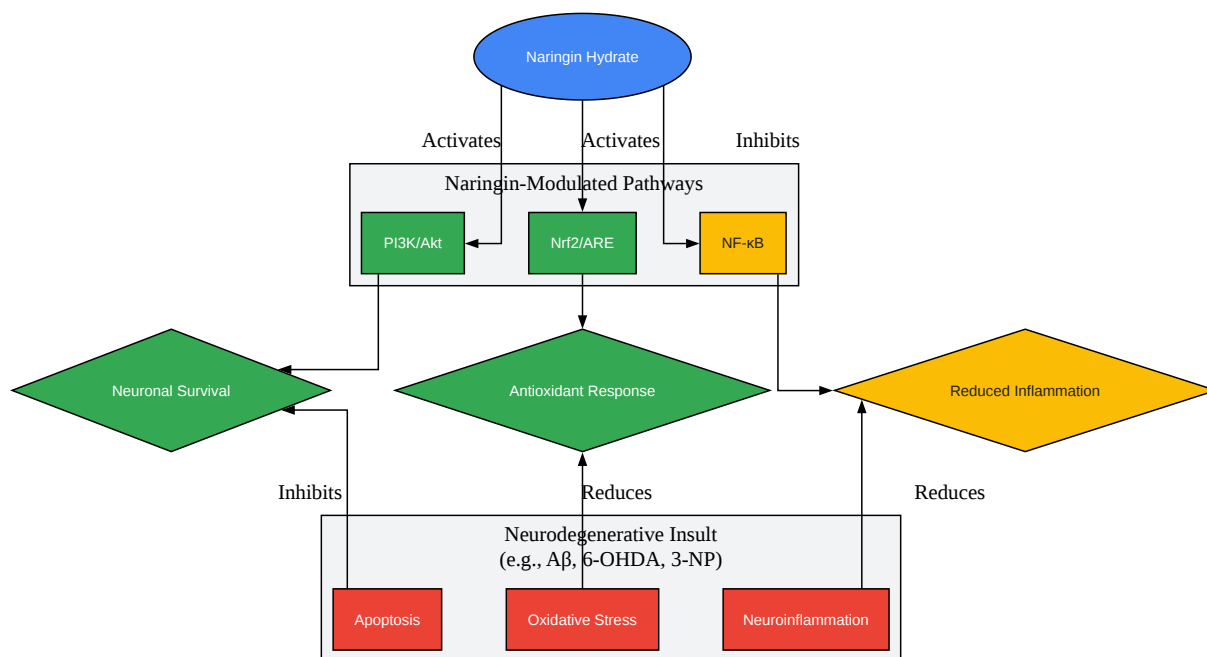 Naringin Hydrate
Activates
Activates
Inhibits
Naringin-Modulated Pathways
PI3K/Akt
Nrf2/ARE
NF-κB
Neuronal Survival
Antioxidant Response
Reduced Inflammation
Inhibits
Reduces
Reduces
Neurodegenerative Insult
(e.g., Aβ, 6-OHDA, 3-NP)
Apoptosis
Oxidative Stress
Neuroinflammation